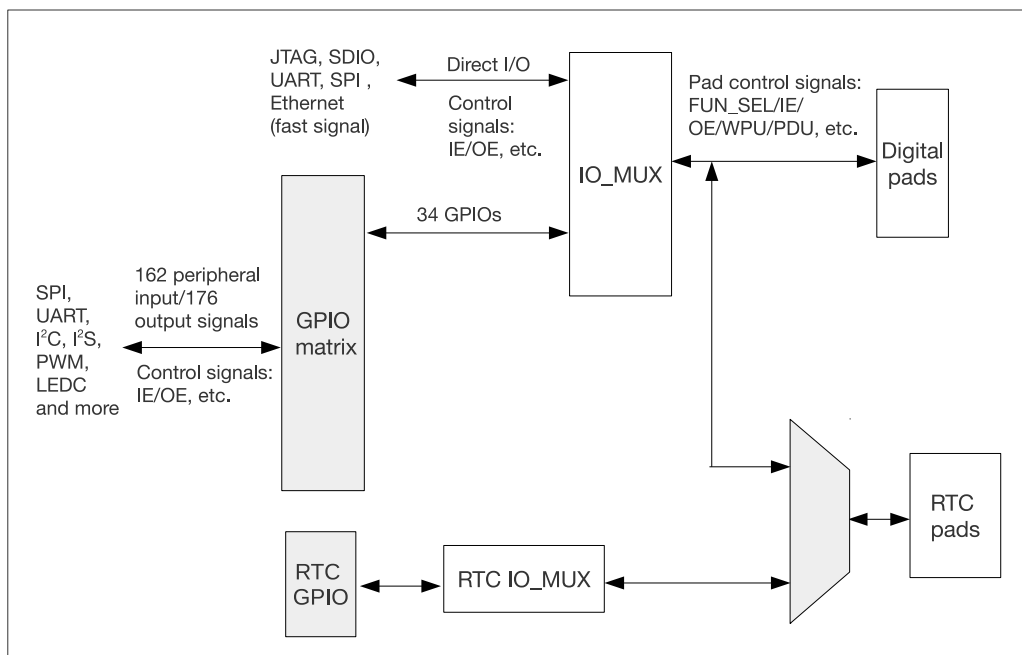 JTAG, SDIO,
UART, SPI ,
Ethernet
(fast signal)
Direct I/O
Control
signals:
IE/OE, etc.
Pad control signals:
FUN_SEL/IE/
OE/WPU/PDU, etc.
IO_MUX
Digital
pads
34 GPIOs
SPI,
UART,
I²C, I²S,
PWM,
LEDC
and more
162 peripheral
input/176
output signals
Control signals:
IE/OE, etc.
GPIO
matrix
RTC
GPIO
RTC IO_MUX
RTC
pads